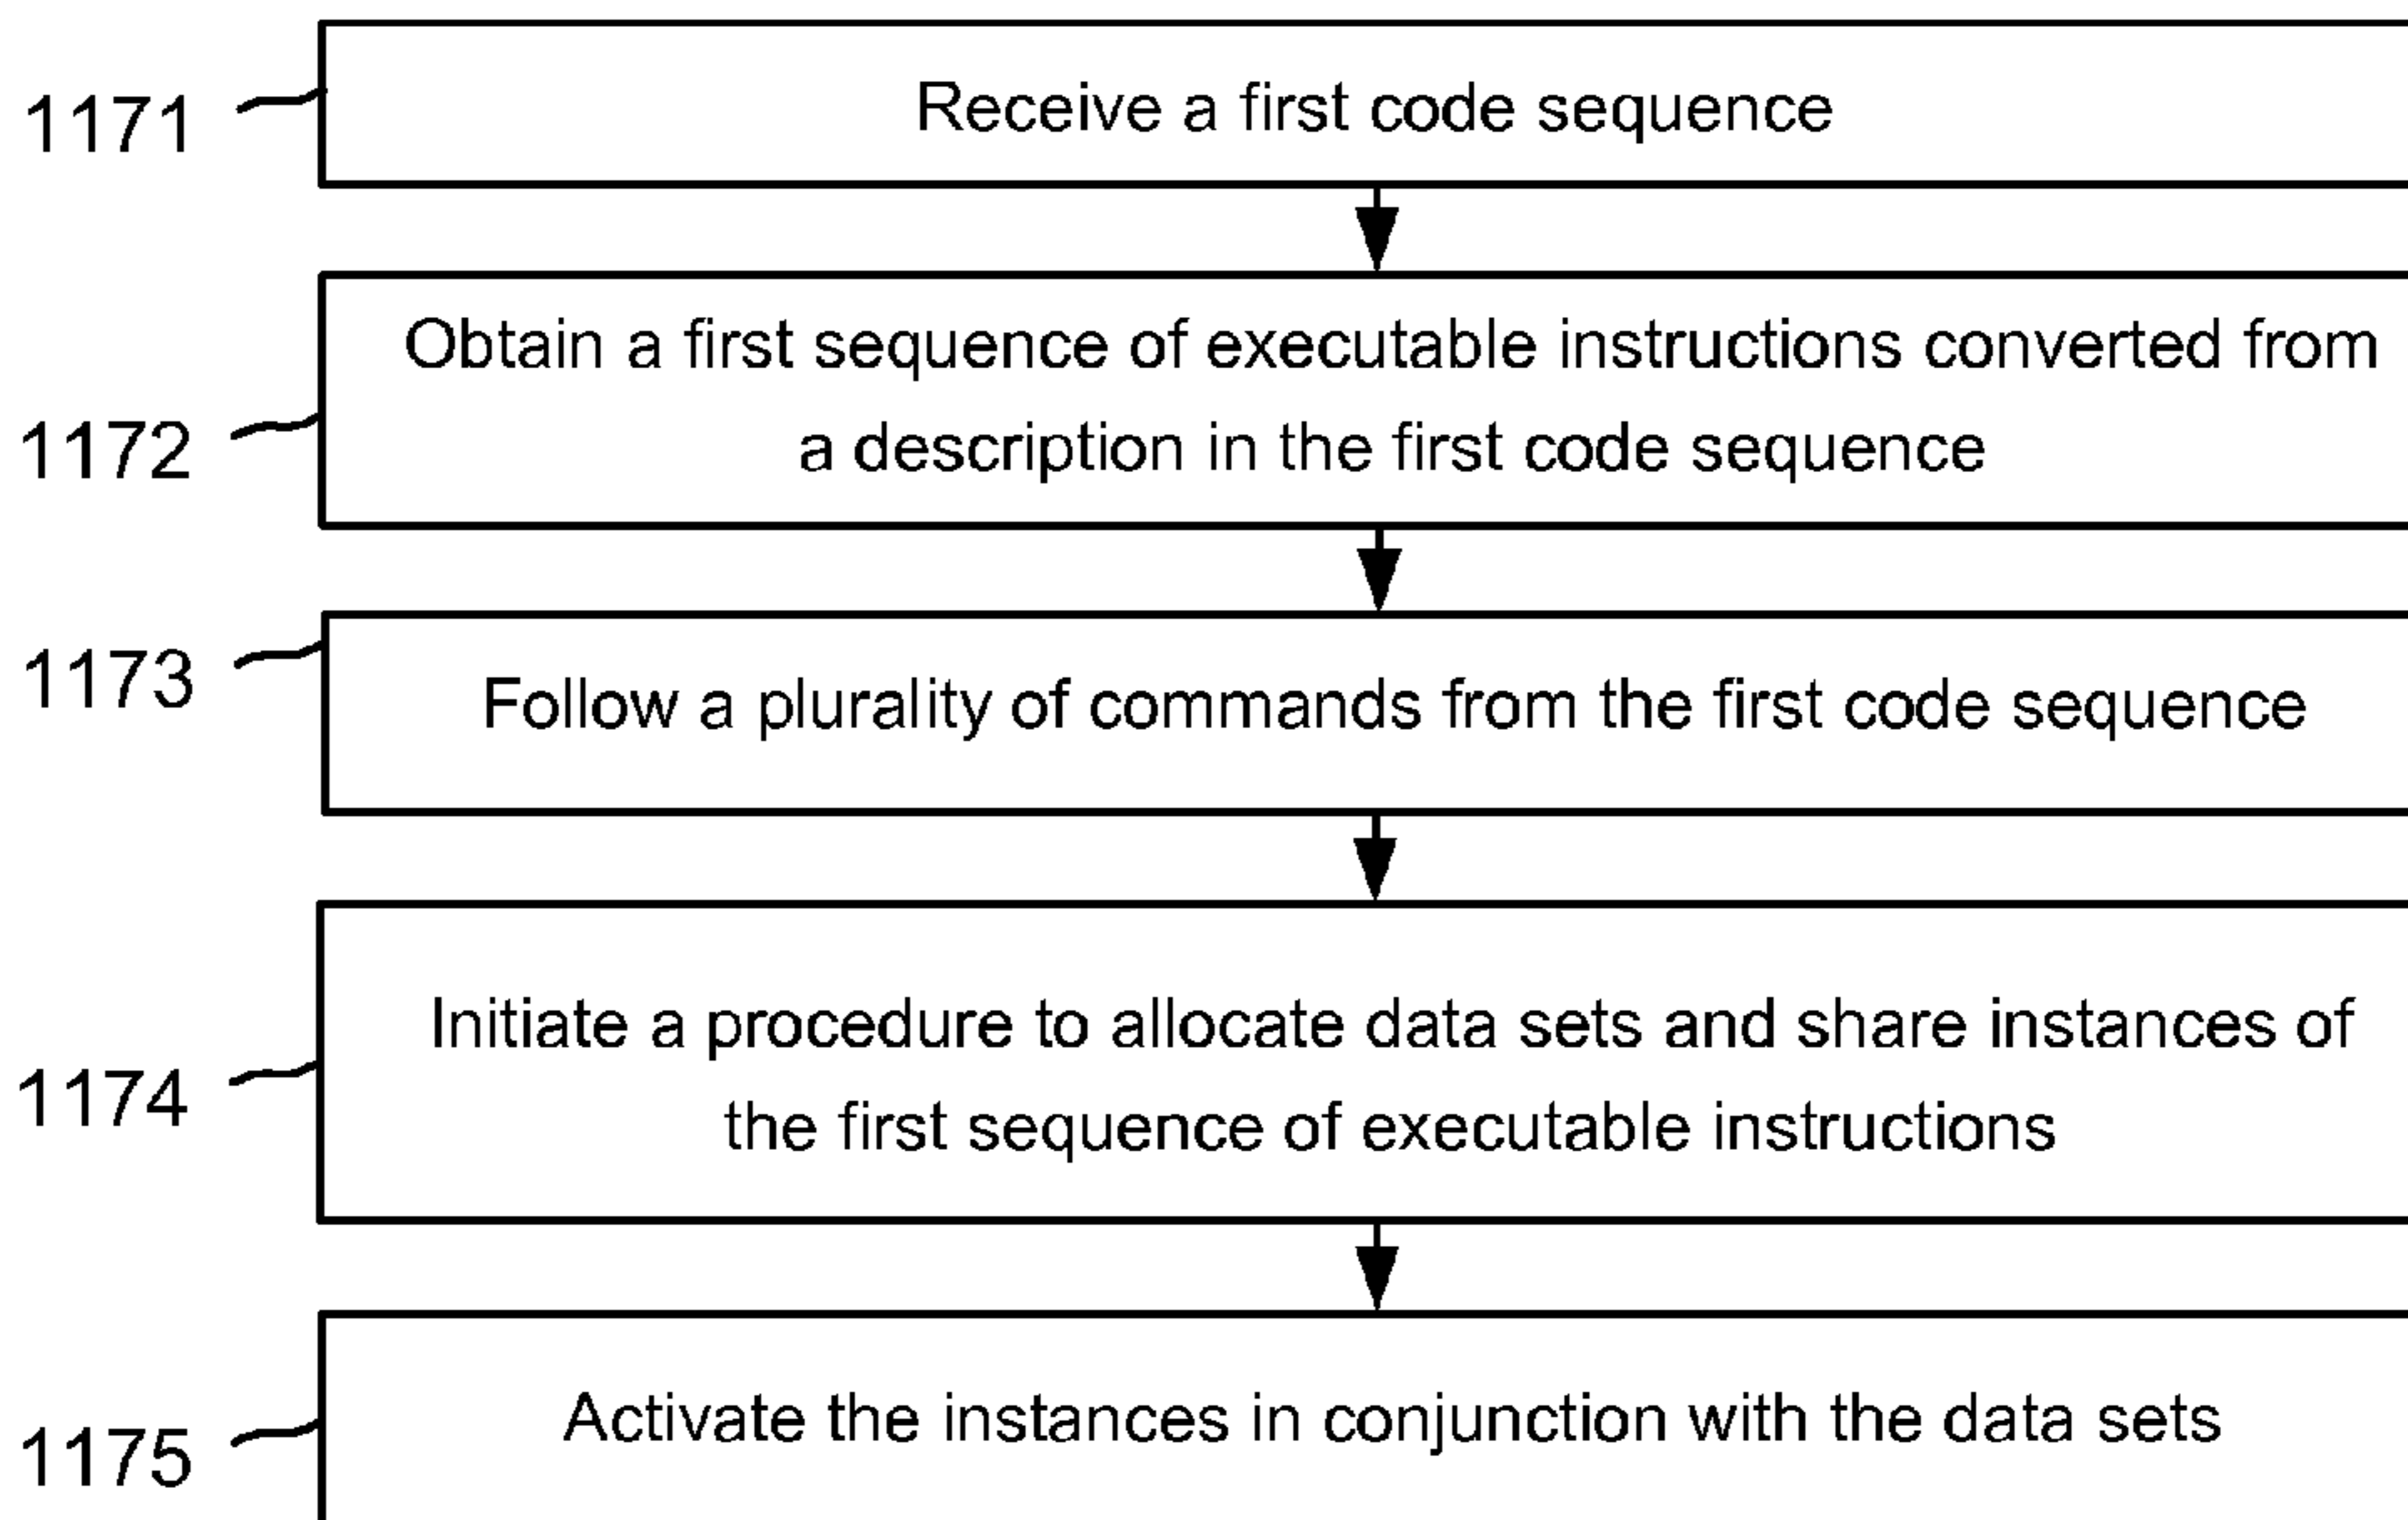 1171
Receive a first code sequence
Obtain a first sequence of executable instructions converted from
1172
a description in the first code sequence
1173
Follow a plurality of commands from the first code sequence
Initiate a procedure to allocate data sets and share instances of
1174
the first sequence of executable instructions
1175
Activate the instances in conjunction with the data sets